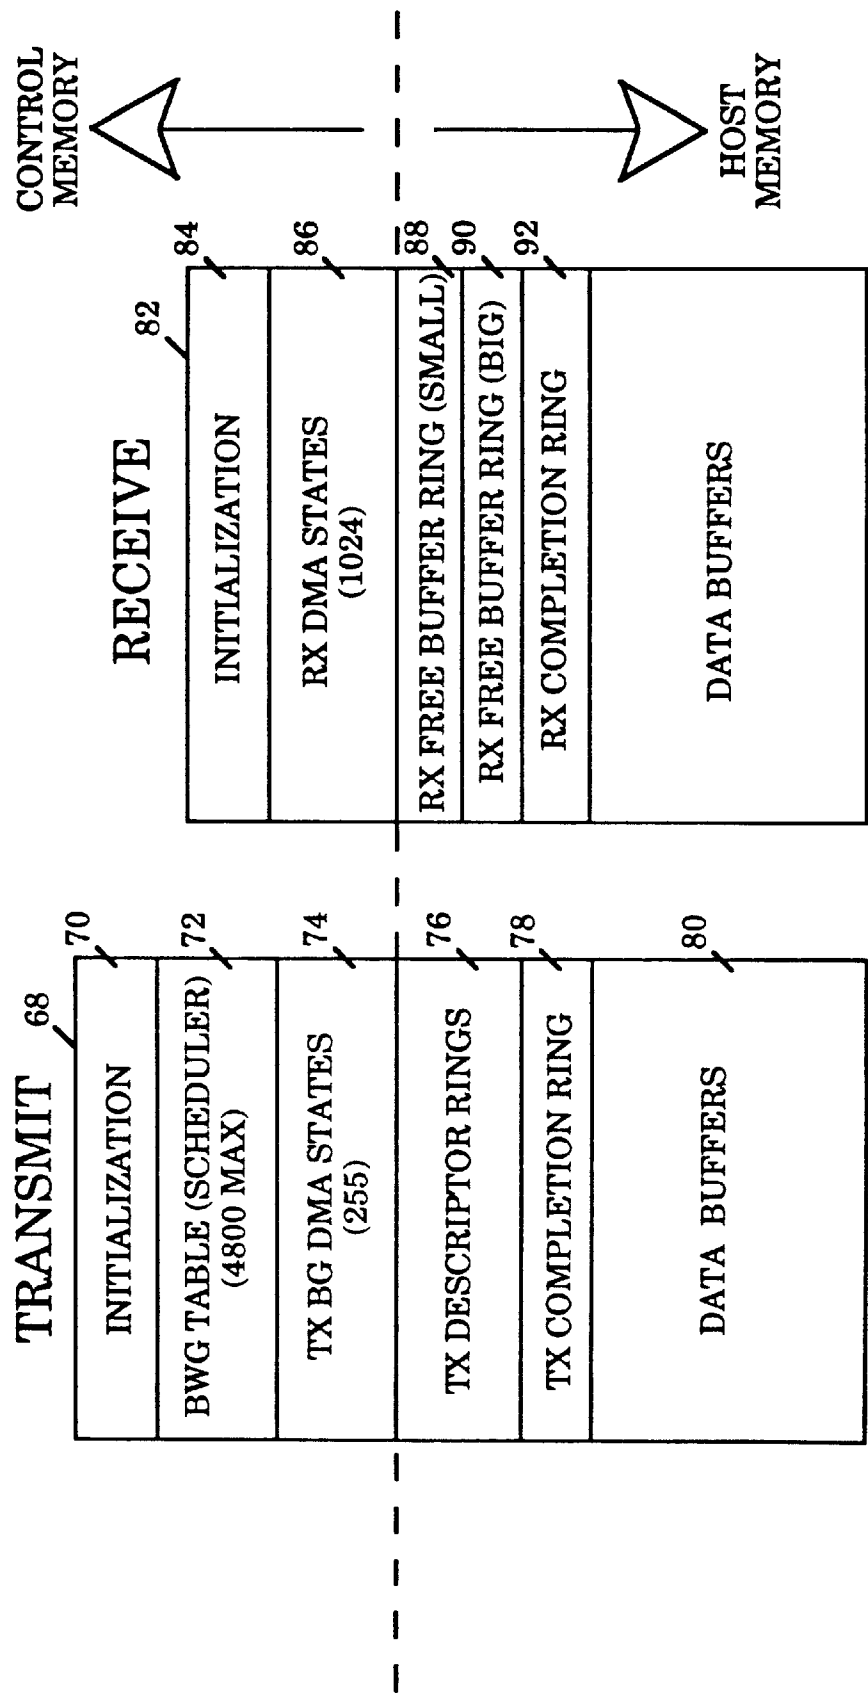 TRANSMIT
68
INITIALIZATION
70
BWG TABLE (SCHEDULER)
(4800 MAX)
72
TX BG DMA STATES
(255)
74
TX DESCRIPTOR RINGS
76
TX COMPLETION RING
78
DATA BUFFERS
80
RECEIVE
82
INITIALIZATION
84
RX DMA STATES
(1024)
86
RX FREE BUFFER RING (SMALL)
88
RX FREE BUFFER RING (BIG)
90
RX COMPLETION RING
92
DATA BUFFERS
CONTROL
MEMORY
HOST
MEMORY